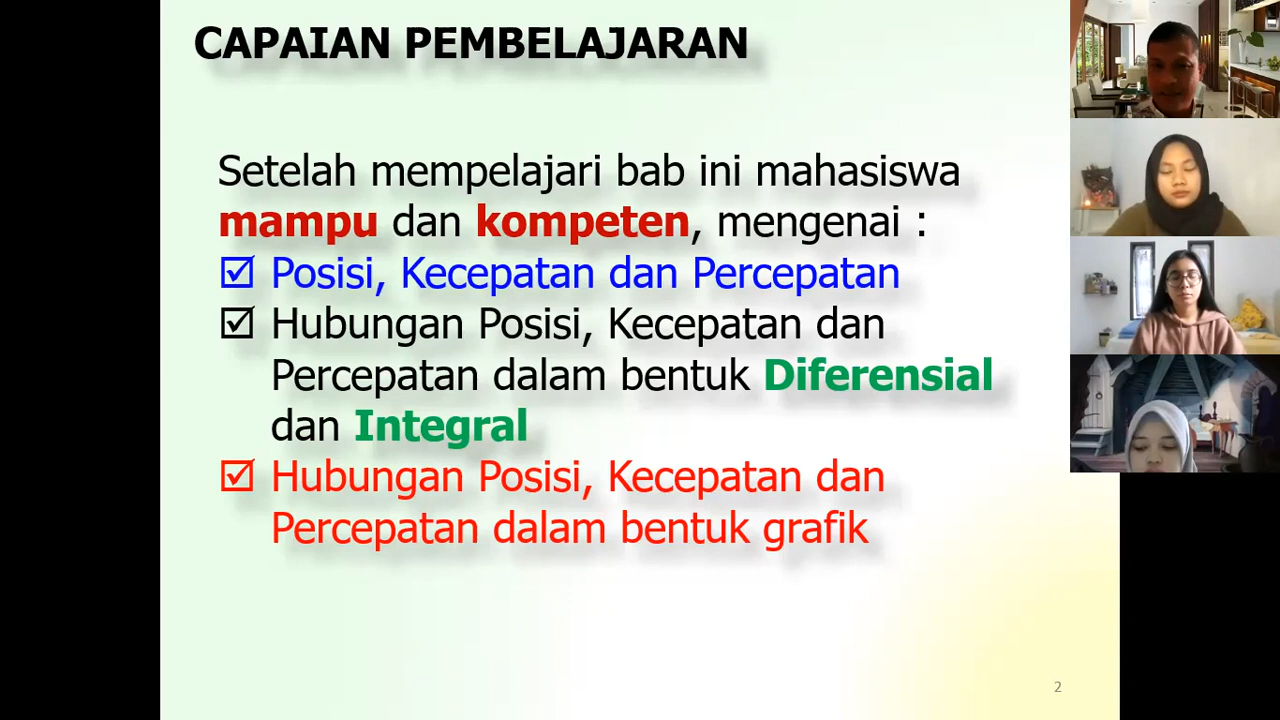 CAPAIAN PEMBELAJARAN
Setelah mempelajari bab ini mahasiswa
mampu dan kompeten, mengenai :
☑ Posisi, Kecepatan dan Percepatan
☑ Hubungan Posisi, Kecepatan dan
Percepatan dalam bentuk Diferensial
dan Integral
☑ Hubungan Posisi, Kecepatan dan
Percepatan dalam bentuk grafik
2